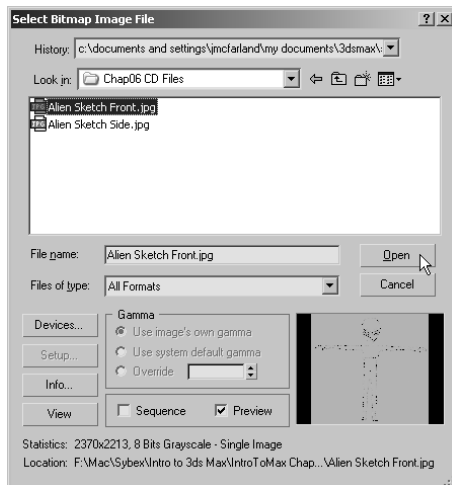 Select Bitmap Image File
History: c:\documents and settings\jmcfarland\my documents\3dsmax\
Look in: Chap06 CD Files
Alien Sketch Front.jpg
Alien Sketch Side.jpg
File name: Alien Sketch Front.jpg Open
Files of type: All Formats Cancel
Devices...
Setup...
Info...
View
Gamma
Use image's own gamma
Use system default gamma
Override
Sequence Preview
Statistics: 2370x2213, 8 Bits Grayscale - Single Image
Location: F:\Mac\Sybex\Intro to 3ds Max\IntroToMax Chap...\Alien Sketch Front.jpg